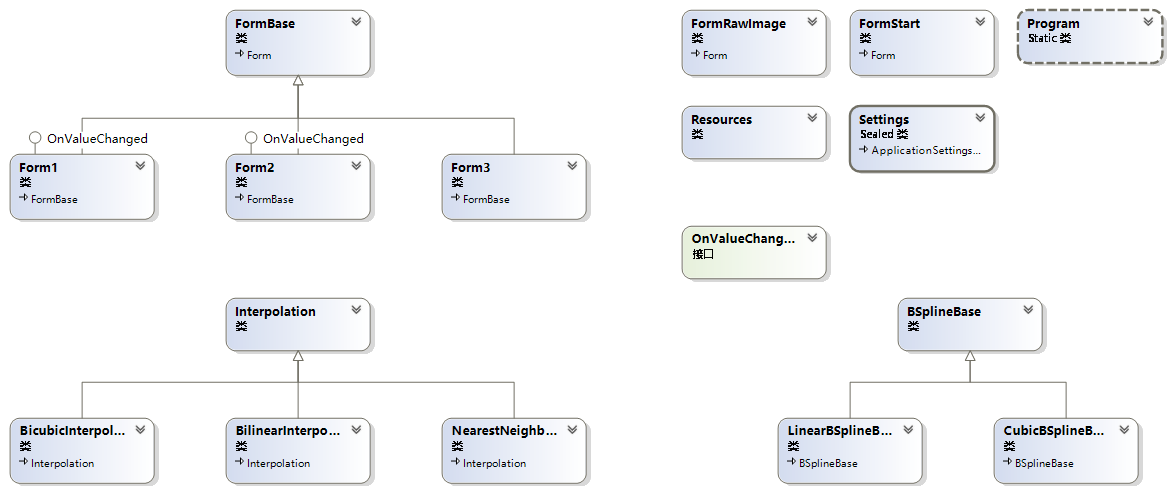 FormBase
类
Form
FormRawImage
类
Form
FormStart
类
Form
Program
Static 类
OnValueChanged
OnValueChanged
Form1
类
FormBase
Form2
类
FormBase
Form3
类
FormBase
Resources
类
Settings
Sealed 类
ApplicationSettings...
OnValueChang...
接口
Interpolation
类
BSplineBase
类
BicubicInterpol...
类
Interpolation
BilinearInterpo...
类
Interpolation
NearestNeighb...
类
Interpolation
LinearBSplineB...
类
BSplineBase
CubicBSplineB...
类
BSplineBase